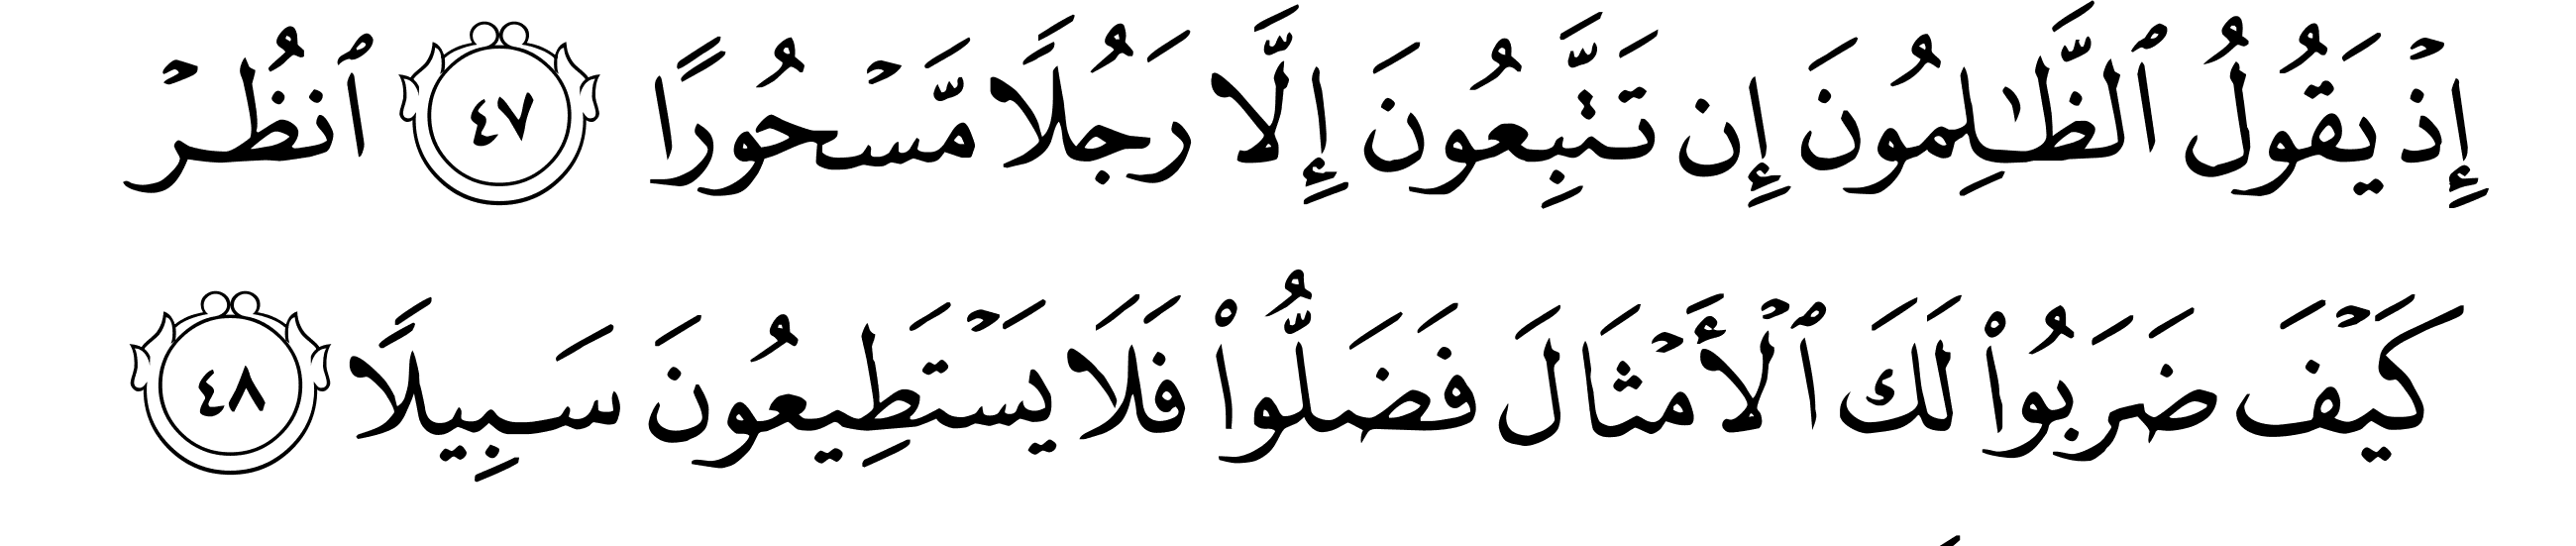 إِذْ يَقُولُ ٱلظَّـٰلِمُونَ إِن تَتَّبِعُونَ إِلَّا رَجُلًا مَّسْحُورًا ٤٧ ٱنظُرْ
كَيْفَ ضَرَبُوا۟ لَكَ ٱلْأَمْثَالَ فَضَلُّوا۟ فَلَا يَسْتَطِيعُونَ سَبِيلًا ٤٨